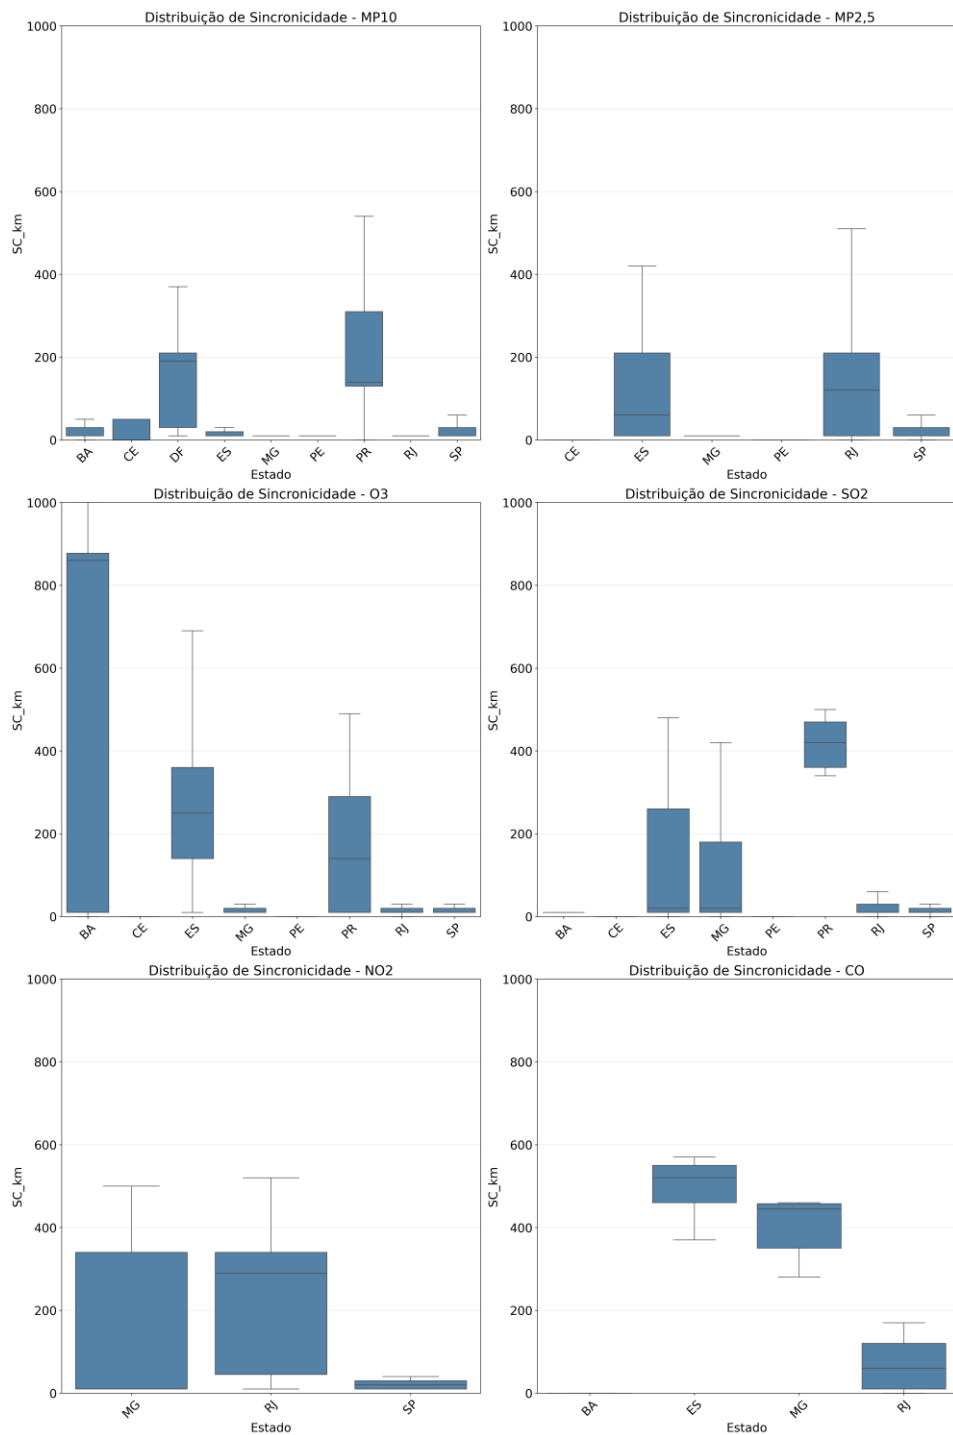 Distribuição de Sincronicidade - MP10
1000
800
600
400
200
0
SC_km
BA CE DF ES MG PE PR RJ SP
Estado
Distribuição de Sincronicidade - MP2,5
1000
800
600
400
200
0
SC_km
CE ES MG PE RJ SP
Estado
Distribuição de Sincronicidade - O3
1000
800
600
400
200
0
SC_km
BA CE ES MG PE PR RJ SP
Estado
Distribuição de Sincronicidade - SO2
1000
800
600
400
200
0
SC_km
BA CE ES MG PE PR RJ SP
Estado
Distribuição de Sincronicidade - NO2
1000
800
600
400
200
0
SC_km
MG RJ SP
Estado
Distribuição de Sincronicidade - CO
1000
800
600
400
200
0
SC_km
BA ES MG RJ
Estado